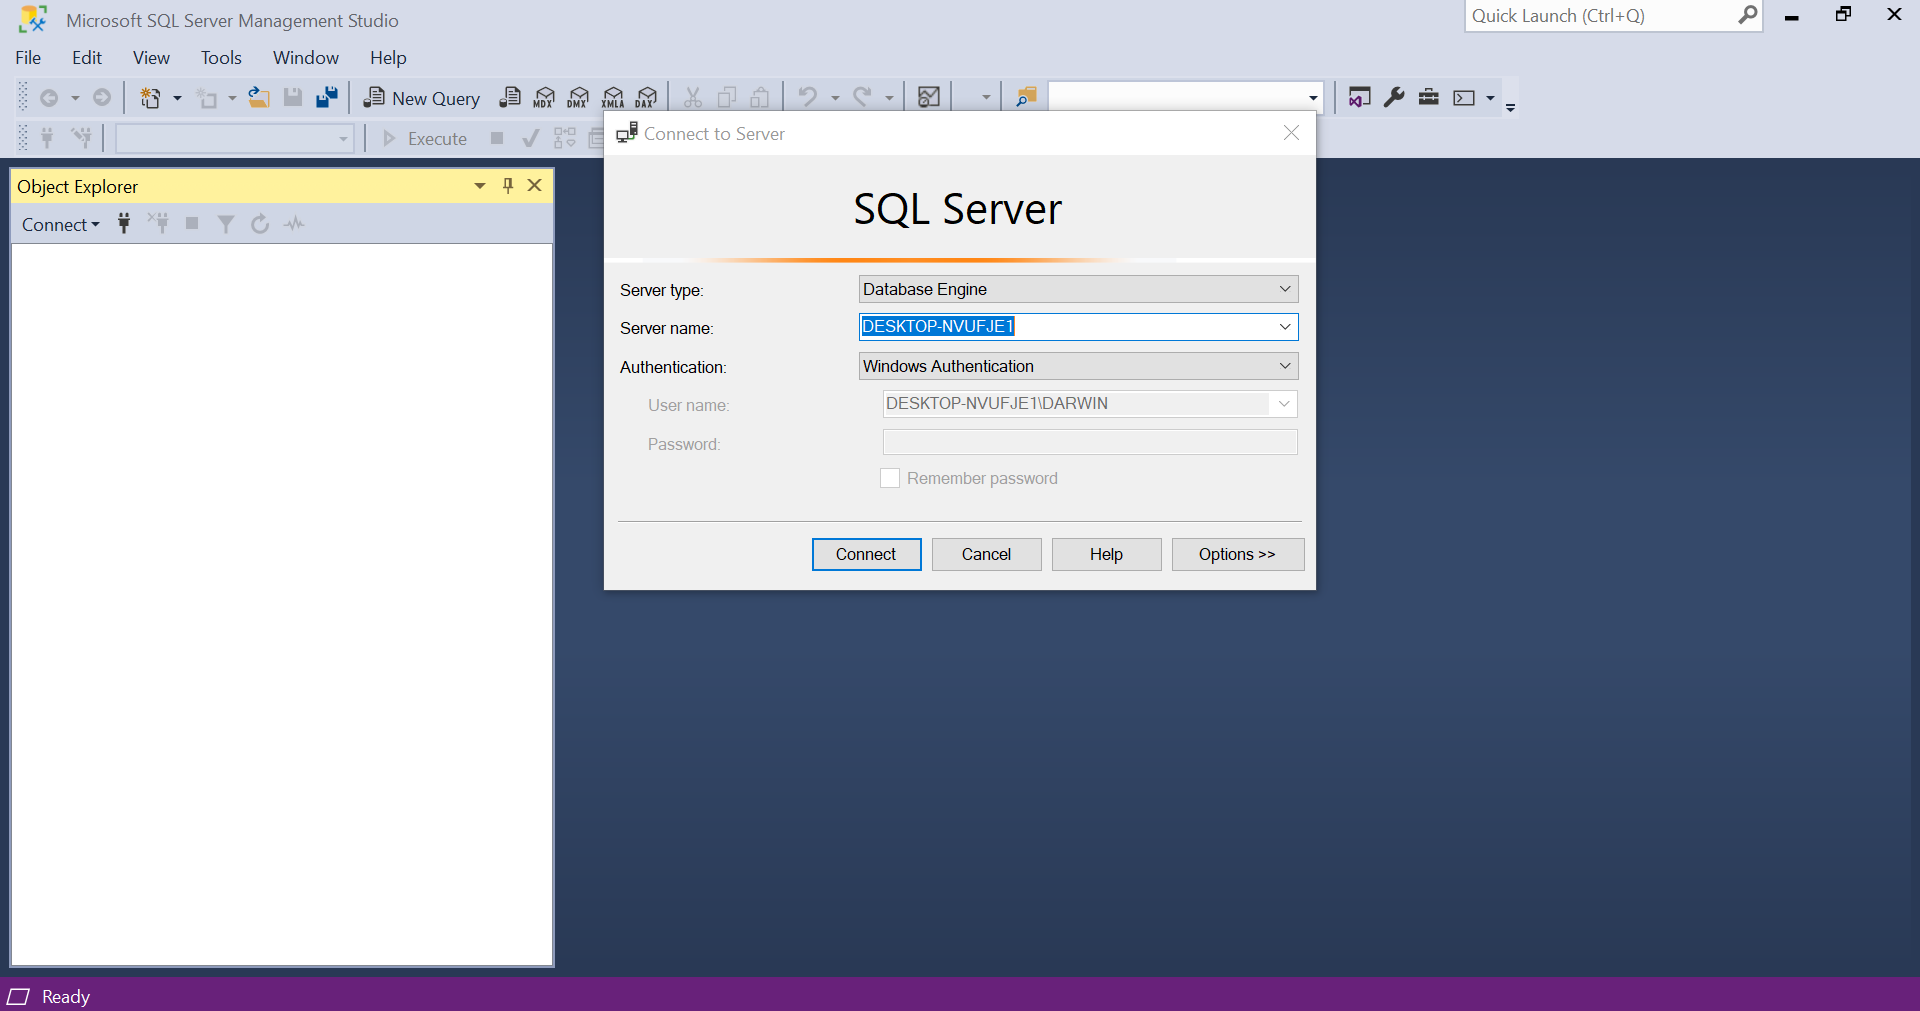 Microsoft SQL Server Management Studio
Quick Launch (Ctrl+Q)
File Edit View Tools Window Help
New Query MDX DMX XMLA DAX
Execute
Connect to Server
Object Explorer
Connect
SQL Server
Server type: Database Engine
Server name: DESKTOP-NVUFJE1
Authentication: Windows Authentication
User name: DESKTOP-NVUFJE1\DARWIN
Password:
Remember password
Connect Cancel Help Options >>
Ready